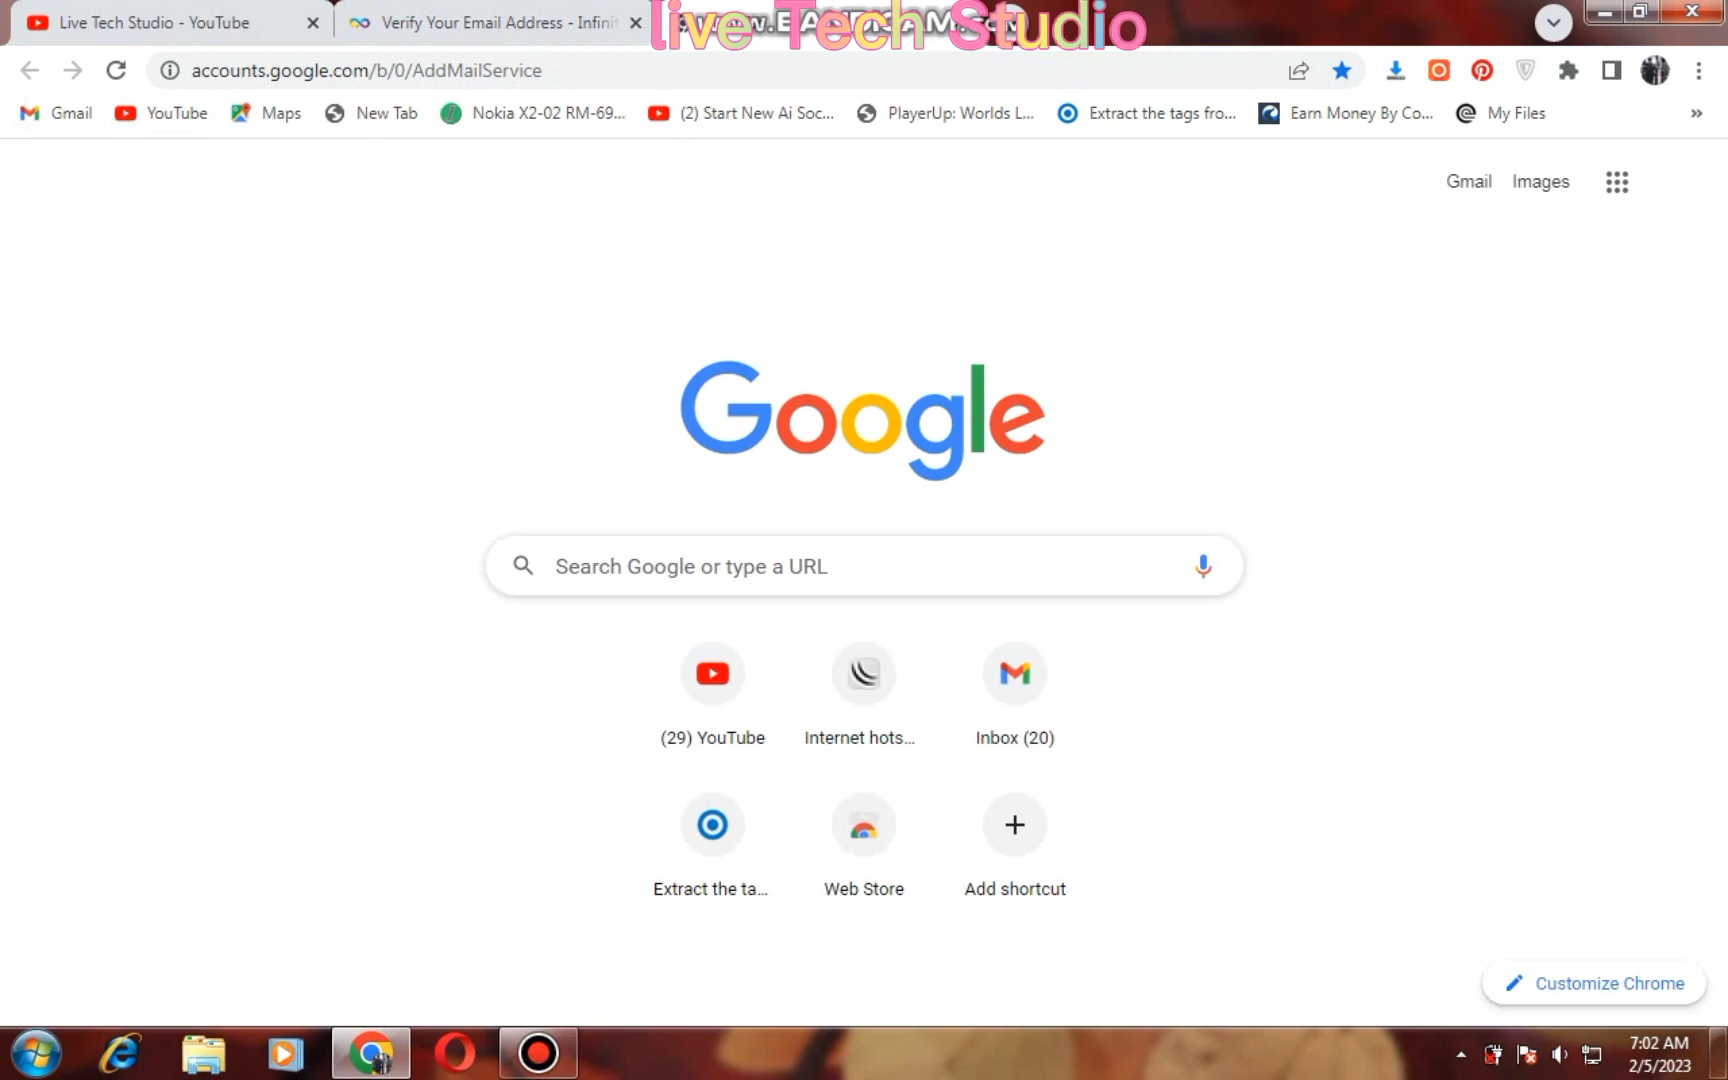 Live Tech Studio - YouTube
Verify Your Email Address - Infinit
live Tech Studio
accounts.google.com/b/0/AddMailService
Gmail YouTube Maps New Tab Nokia X2-02 RM-69... (2) Start New Ai Soc... PlayerUp: Worlds L... Extract the tags fro... Earn Money By Co... My Files »
Gmail Images
Google
Search Google or type a URL
(29) YouTube Internet hots... Inbox (20)
Extract the ta... Web Store Add shortcut
Customize Chrome
7:02 AM
2/5/2023